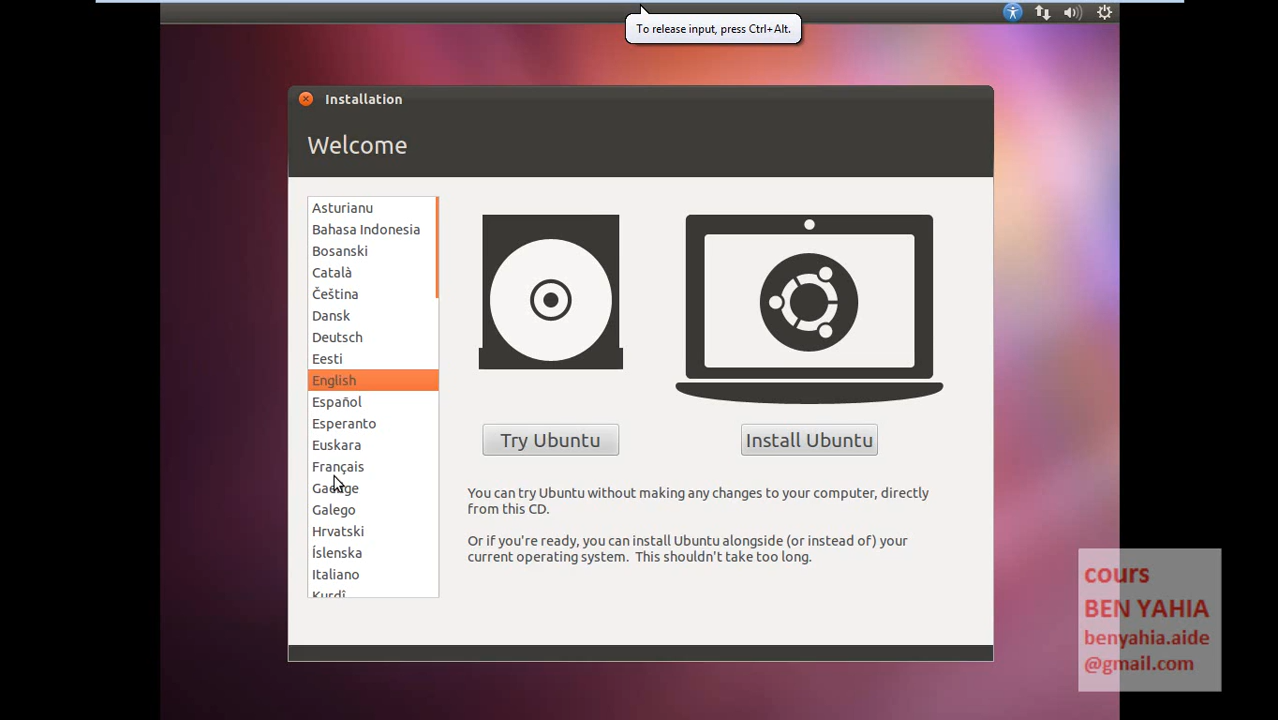 To release input, press Ctrl+Alt.
Installation
Welcome
Asturianu
Bahasa Indonesia
Bosanski
Català
Čeština
Dansk
Deutsch
Eesti
English
Español
Esperanto
Euskara
Français
Gaeilge
Galego
Hrvatski
Íslenska
Italiano
Kurdî
Try Ubuntu
Install Ubuntu
You can try Ubuntu without making any changes to your computer, directly
from this CD.
Or if you're ready, you can install Ubuntu alongside (or instead of) your
current operating system. This shouldn't take too long.
cours
BEN YAHIA
benyahia.aide
@gmail.com